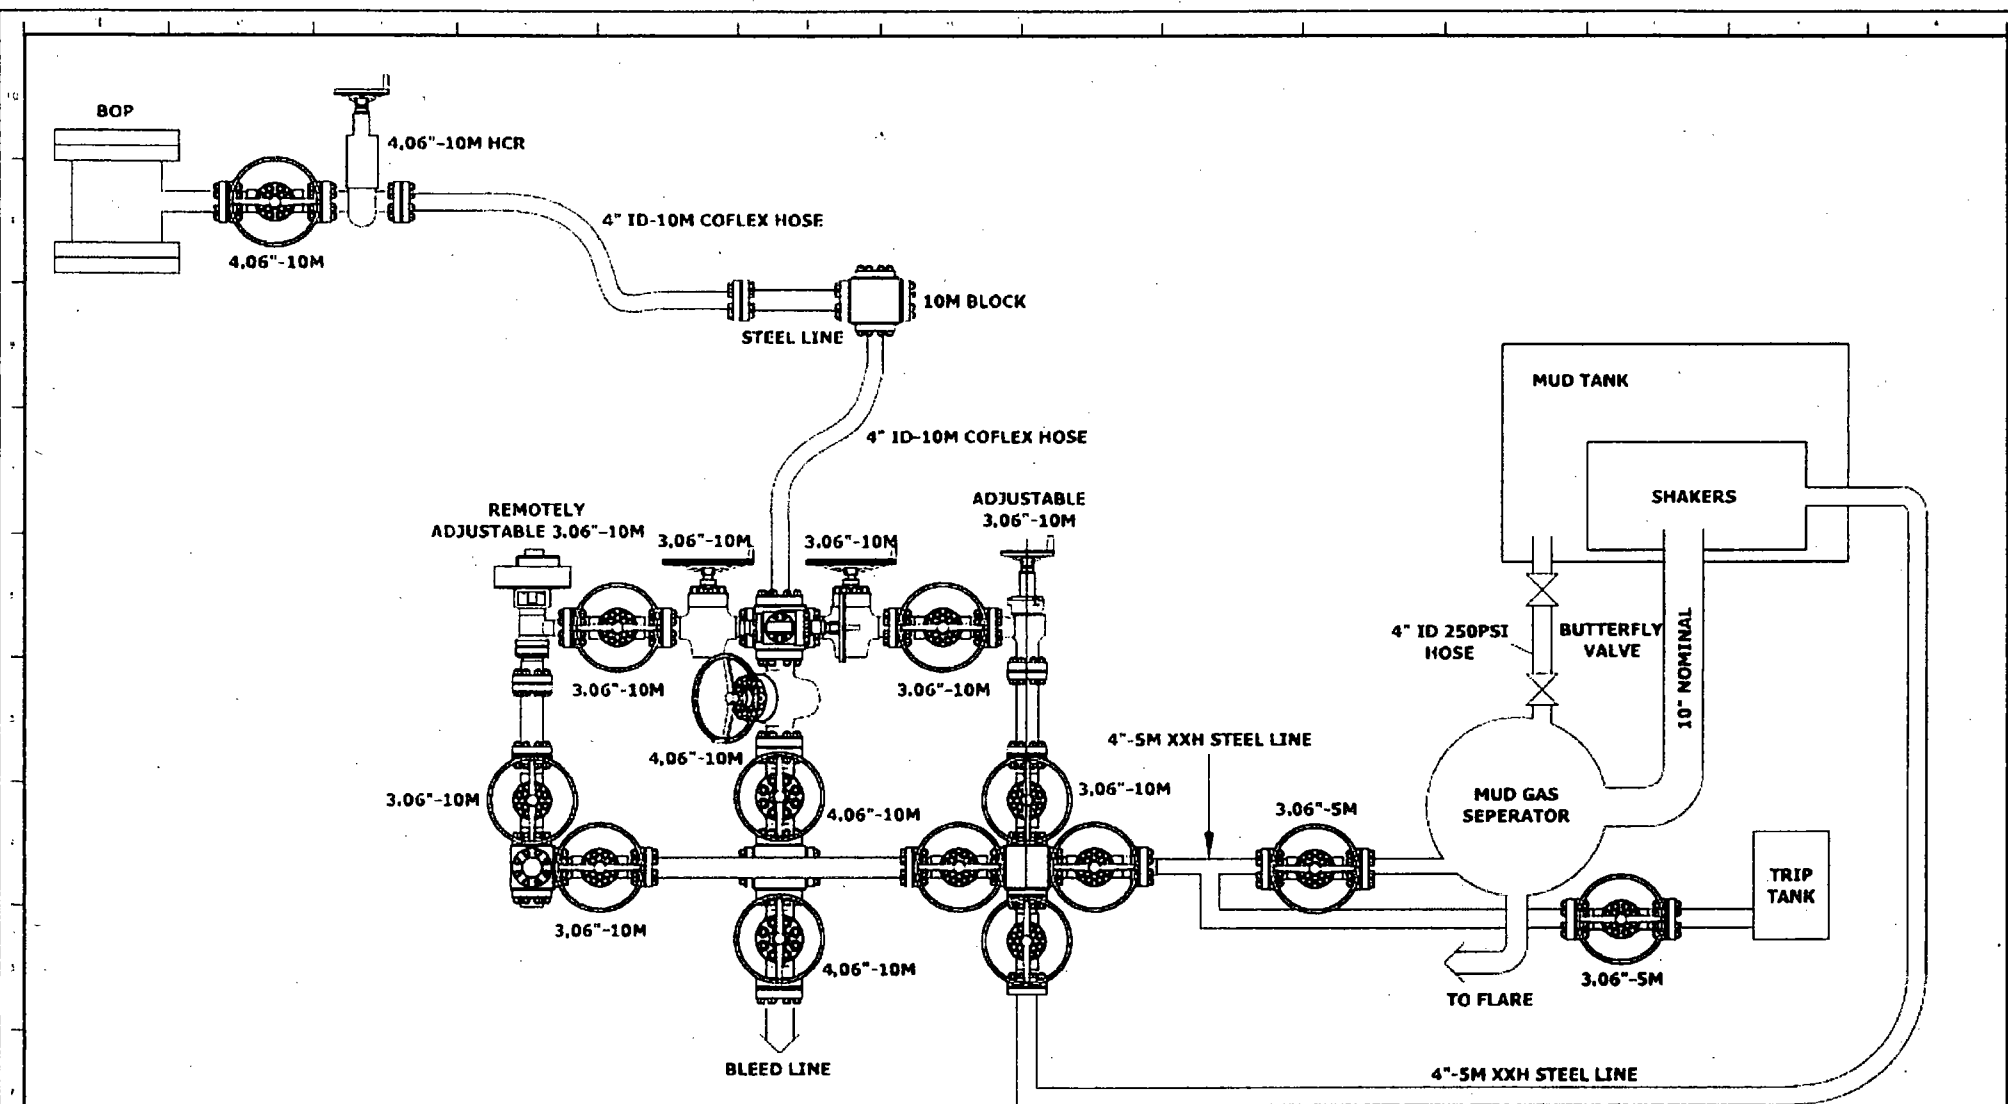 BOP
4.06"-10M HCR
4" ID-10M COFLEX HOSE
4.06"-10M
10M BLOCK
STEEL LINE
MUD TANK
4" ID-10M COFLEX HOSE
SHAKERS
REMOTELY
ADJUSTABLE 3.06"-10M
3.06"-10M
3.06"-10M
ADJUSTABLE
3.06"-10M
4" ID 250PSI
HOSE
BUTTERFLY
VALVE
10" NOMINAL
3.06"-10M
3.06"-10M
4.06"-10M
4"-5M XXH STEEL LINE
3.06"-10M
4.06"-10M
3.06"-10M
3.06"-5M
MUD GAS
SEPERATOR
TRIP
TANK
3.06"-10M
4.06"-10M
3.06"-5M
TO FLARE
BLEED LINE
4"-5M XXH STEEL LINE